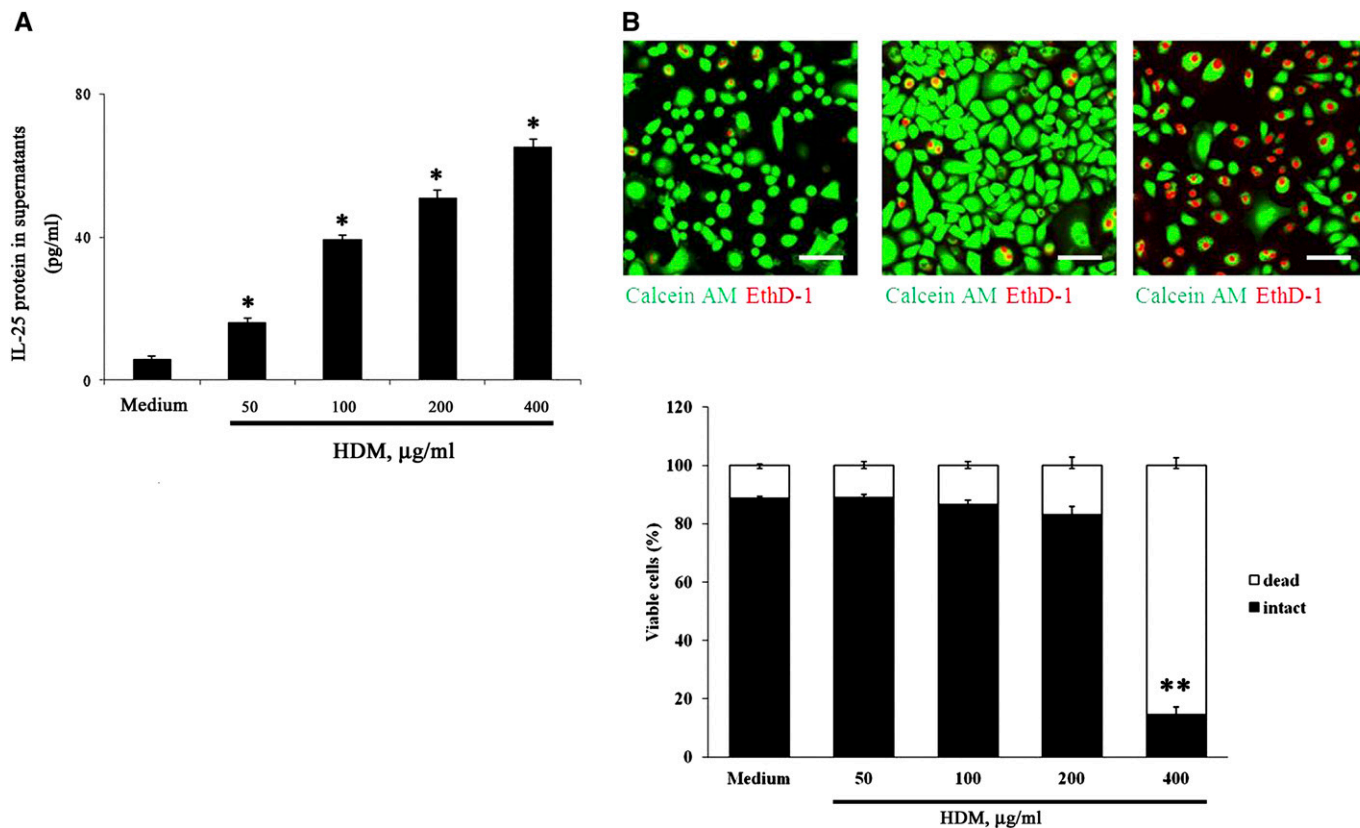 A
80
40
0
IL-25 protein in supernatants
(pg/ml)
*
*
*
*
Medium
50
100
200
400
HDM, µg/ml
B
Calcein AM EthD-1
Calcein AM EthD-1
Calcein AM EthD-1
120
100
80
60
40
20
0
Viable cells (%)
**
dead
intact
Medium
50
100
200
400
HDM, µg/ml